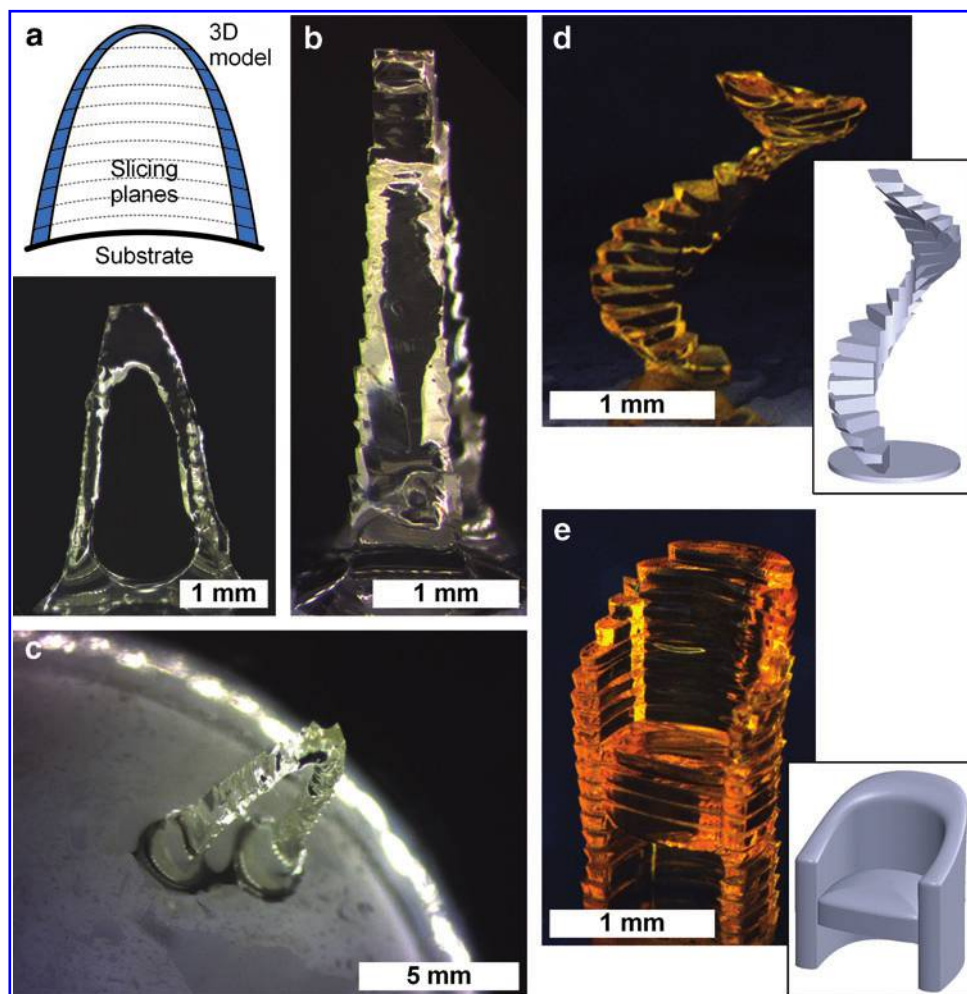 a
3D
model
Slicing
planes
Substrate
1 mm
b
1 mm
c
5 mm
d
1 mm
e
1 mm